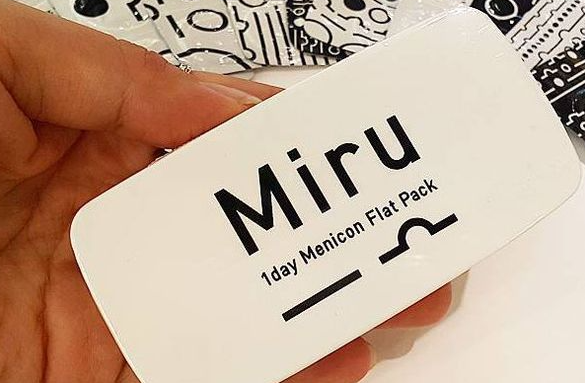 Miru
1day Menicon Flat Pack